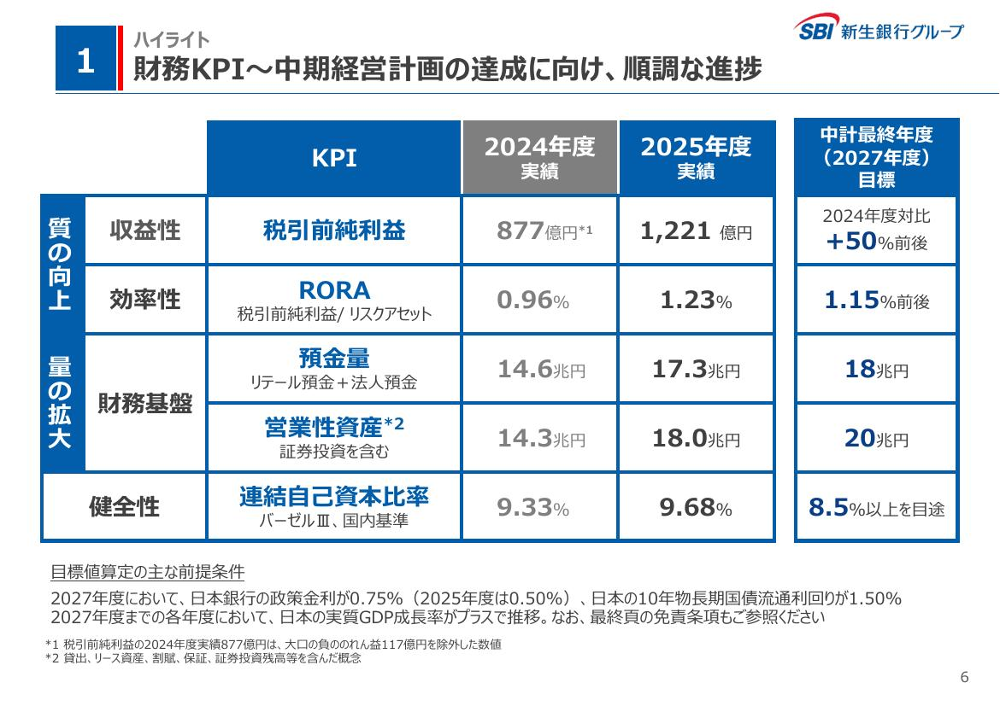 1
ハイライト
財務KPI～中期経営計画の達成に向け、順調な進捗
SBI 新生銀行グループ
KPI
2024年度
実績
2025年度
実績
中計最終年度
（2027年度）
目標
質の向上
量の拡大
収益性
税引前純利益
877億円*1
1,221 億円
2024年度対比
+50%前後
効率性
RORA
税引前純利益/ リスクアセット
0.96%
1.23%
1.15%前後
財務基盤
預金量
リテール預金＋法人預金
14.6兆円
17.3兆円
18兆円
営業性資産*2
証券投資を含む
14.3兆円
18.0兆円
20兆円
健全性
連結自己資本比率
バーゼルⅢ、国内基準
9.33%
9.68%
8.5%以上を目途
目標値算定の主な前提条件
2027年度において、日本銀行の政策金利が0.75%（2025年度は0.50%）、日本の10年物長期国債流通利回りが1.50%
2027年度までの各年度において、日本の実質GDP成長率がプラスで推移。なお、最終頁の免責条項もご参照ください
*1 税引前純利益の2024年度実績877億円は、大口の負ののれん益117億円を除外した数値
*2 貸出、リース資産、割賦、保証、証券投資残高等を含んだ概念
6